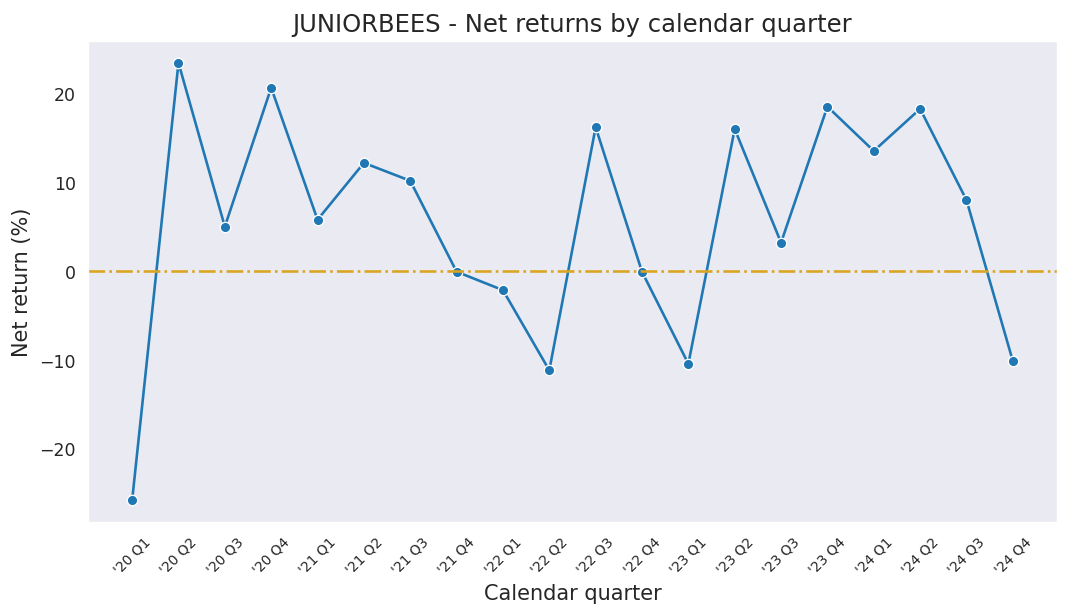 JUNIORBEES - Net returns by calendar quarter
Net return (%)
20
10
0
−10
−20
'20 Q1
'20 Q2
'20 Q3
'20 Q4
'21 Q1
'21 Q2
'21 Q3
'21 Q4
'22 Q1
'22 Q2
'22 Q3
'22 Q4
'23 Q1
'23 Q2
'23 Q3
'23 Q4
'24 Q1
'24 Q2
'24 Q3
'24 Q4
Calendar quarter